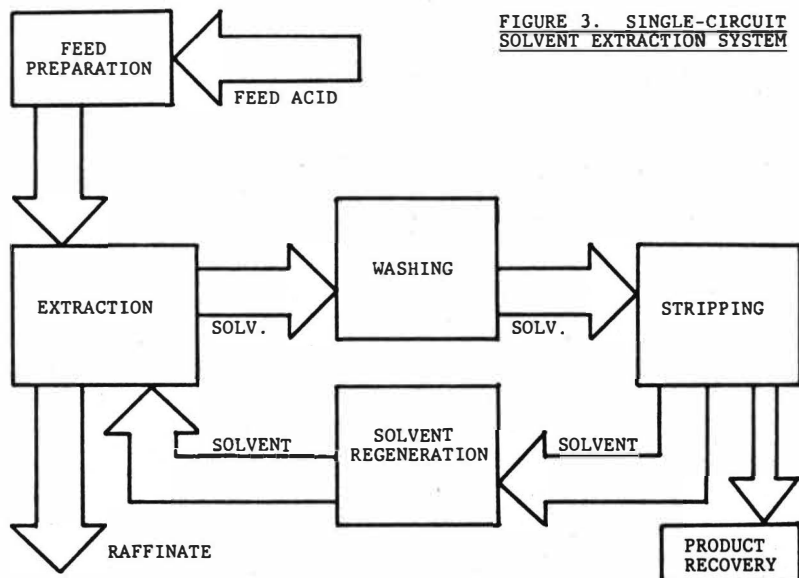 FIGURE 3. SINGLE-CIRCUIT
SOLVENT EXTRACTION SYSTEM
FEED
PREPARATION
FEED ACID
EXTRACTION
SOLV.
WASHING
SOLV.
STRIPPING
SOLVENT
SOLVENT
REGENERATION
SOLVENT
RAFFINATE
PRODUCT
RECOVERY